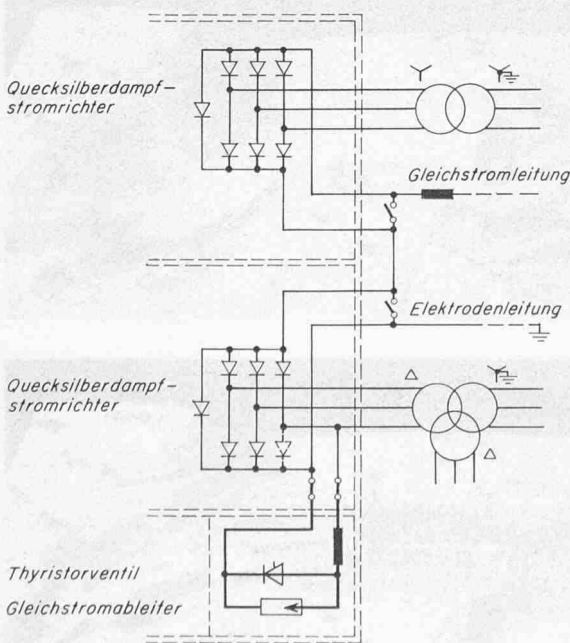 Quecksilberdampf-
stromrichter
Gleichstromleitung
Elektrodenleitung
Quecksilberdampf-
stromrichter
Thyristorventil
Gleichstromableiter